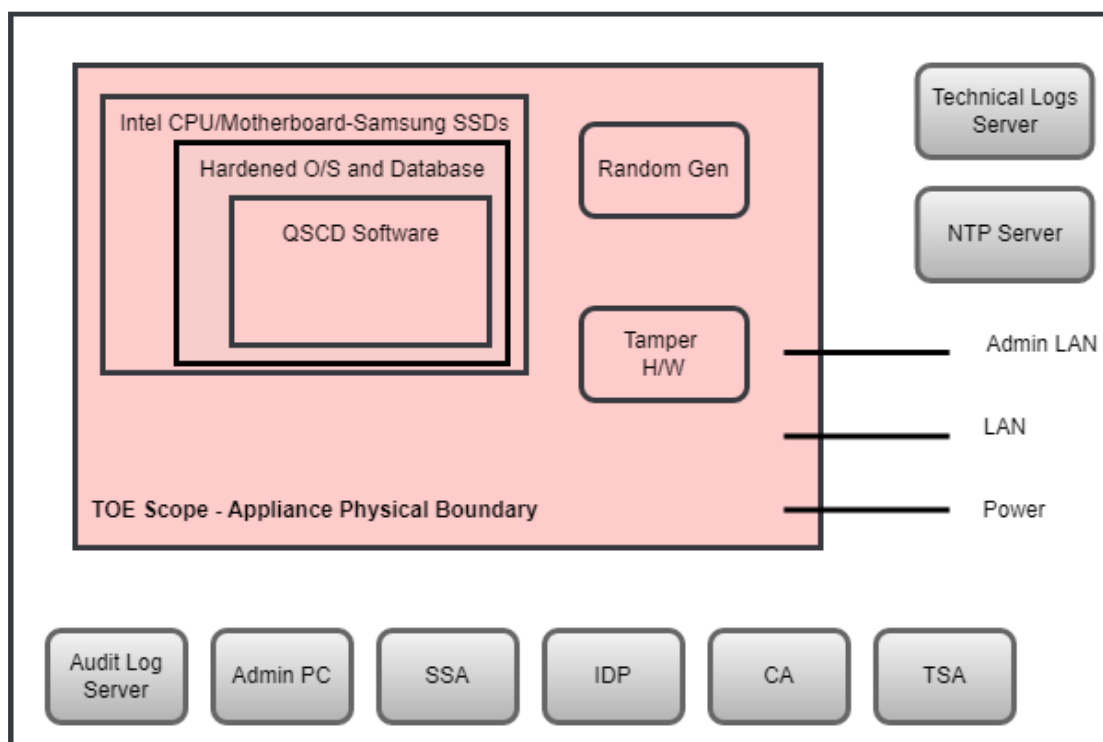 Intel CPU/Motherboard-Samsung SSDs
Hardened O/S and Database
QSCD Software
Random Gen
Tamper
H/W
TOE Scope - Appliance Physical Boundary
Technical Logs
Server
NTP Server
Admin LAN
LAN
Power
Audit Log
Server
Admin PC
SSA
IDP
CA
TSA